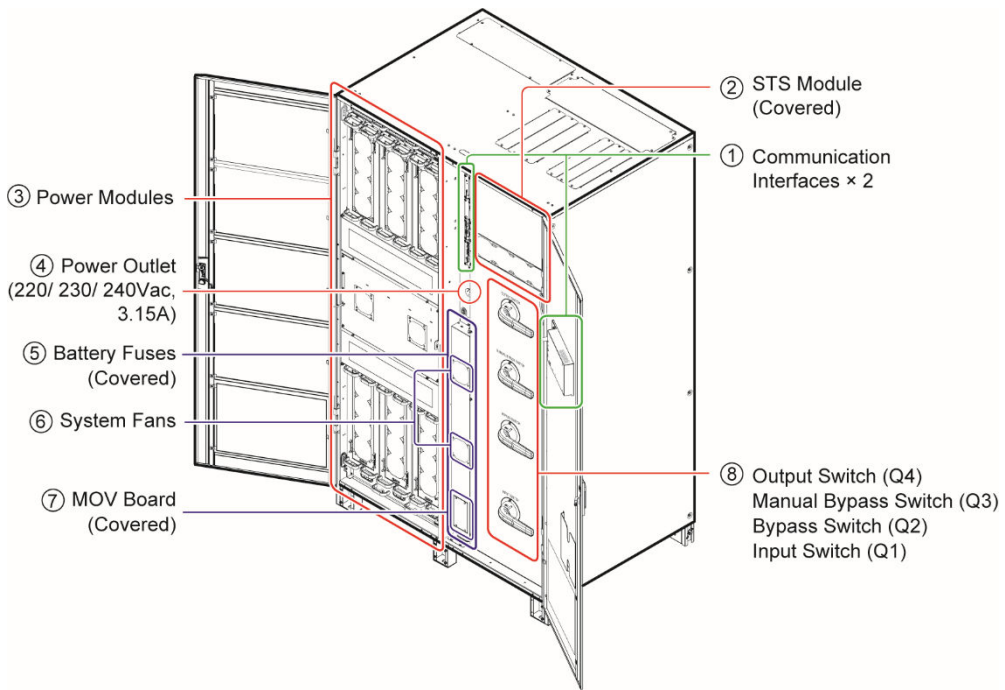 ② STS Module
(Covered)
① Communication
Interfaces × 2
③ Power Modules
④ Power Outlet
(220/ 230/ 240Vac,
3.15A)
⑤ Battery Fuses
(Covered)
⑥ System Fans
⑦ MOV Board
(Covered)
⑧ Output Switch (Q4)
Manual Bypass Switch (Q3)
Bypass Switch (Q2)
Input Switch (Q1)